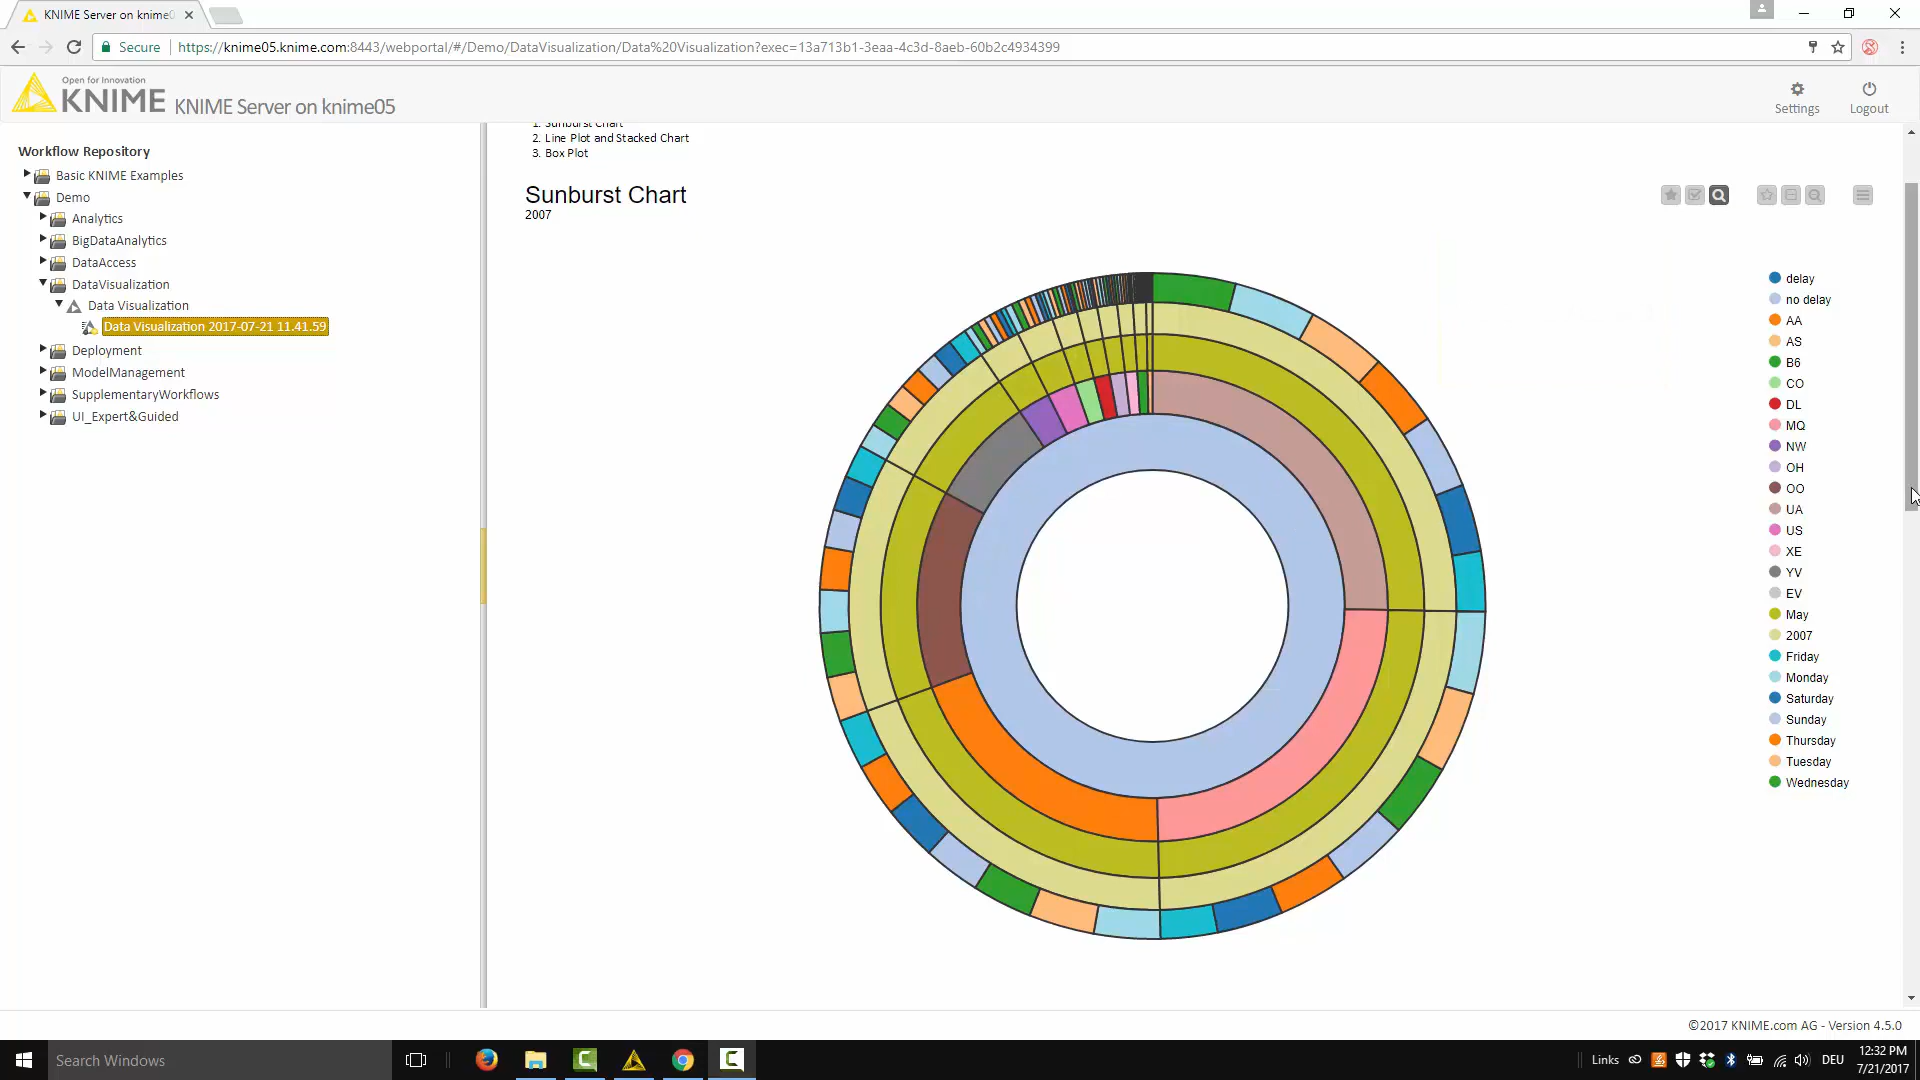 KNIME Server on knime0
Secure
https://knime05.knime.com:8443/webportal/#/Demo/DataVisualization/Data%20Visualization?exec=13a713b1-3eaa-4c3d-8aeb-60b2c4934399
Open for Innovation
KNIME
KNIME Server on knime05
Settings
Logout
Workflow Repository
Basic KNIME Examples
Demo
Analytics
BigDataAnalytics
DataAccess
DataVisualization
Data Visualization
Data Visualization 2017-07-21 11.41.59
Deployment
ModelManagement
SupplementaryWorkflows
UI_Expert&Guided
1. Sunburst Chart
2. Line Plot and Stacked Chart
3. Box Plot
Sunburst Chart
2007
delay
no delay
AA
AS
B6
CO
DL
MQ
NW
OH
OO
UA
US
XE
YV
EV
May
2007
Friday
Monday
Saturday
Sunday
Thursday
Tuesday
Wednesday
©2017 KNIME.com AG - Version 4.5.0
Search Windows
Links
DEU
12:32 PM
7/21/2017